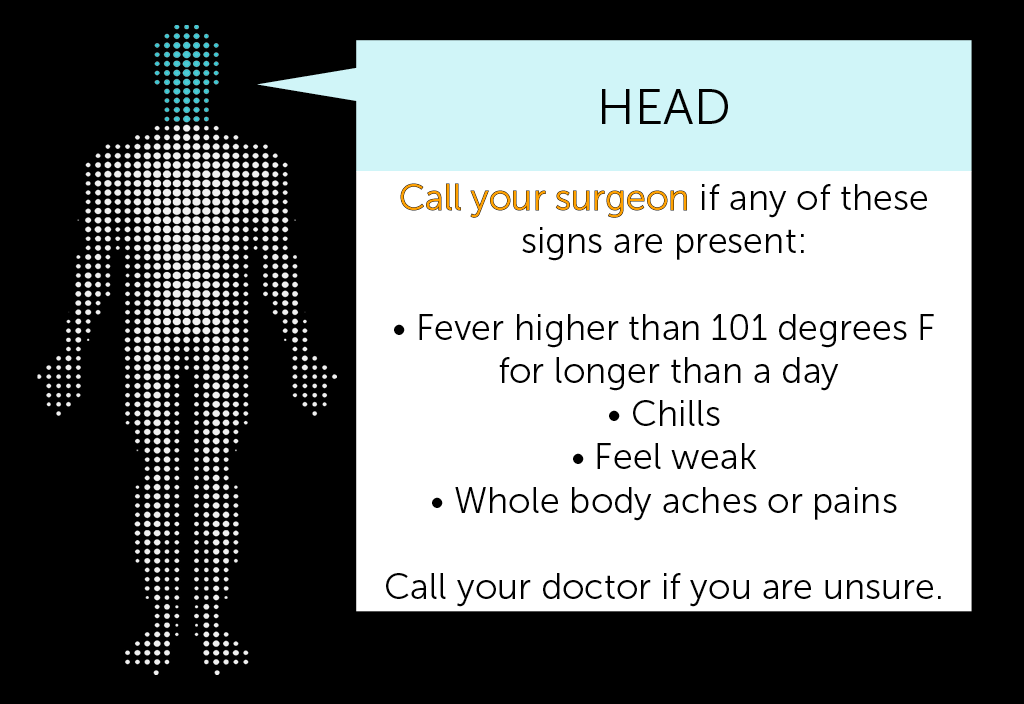 HEAD
Call your surgeon if any of these
signs are present:
• Fever higher than 101 degrees F
for longer than a day
• Chills
• Feel weak
• Whole body aches or pains
Call your doctor if you are unsure.